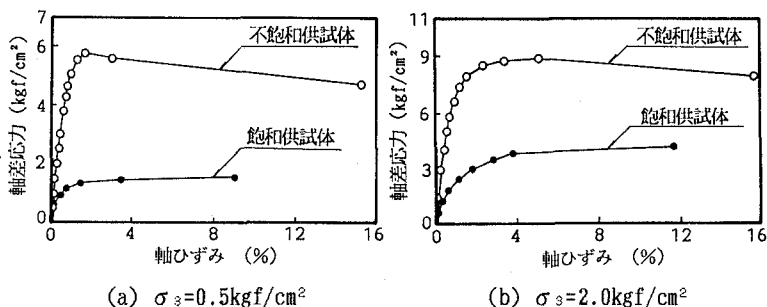 7
6
4
2
1
0
軸差応力 (kgf/cm²)
不飽和供試体
飽和供試体
0 4 8 12 16
軸ひずみ (%)
(a) σ₃=0.5kgf/cm²
11
9
6
3
0
軸差応力 (kgf/cm²)
不飽和供試体
飽和供試体
0 4 8 12 16
軸ひずみ (%)
(b) σ₃=2.0kgf/cm²